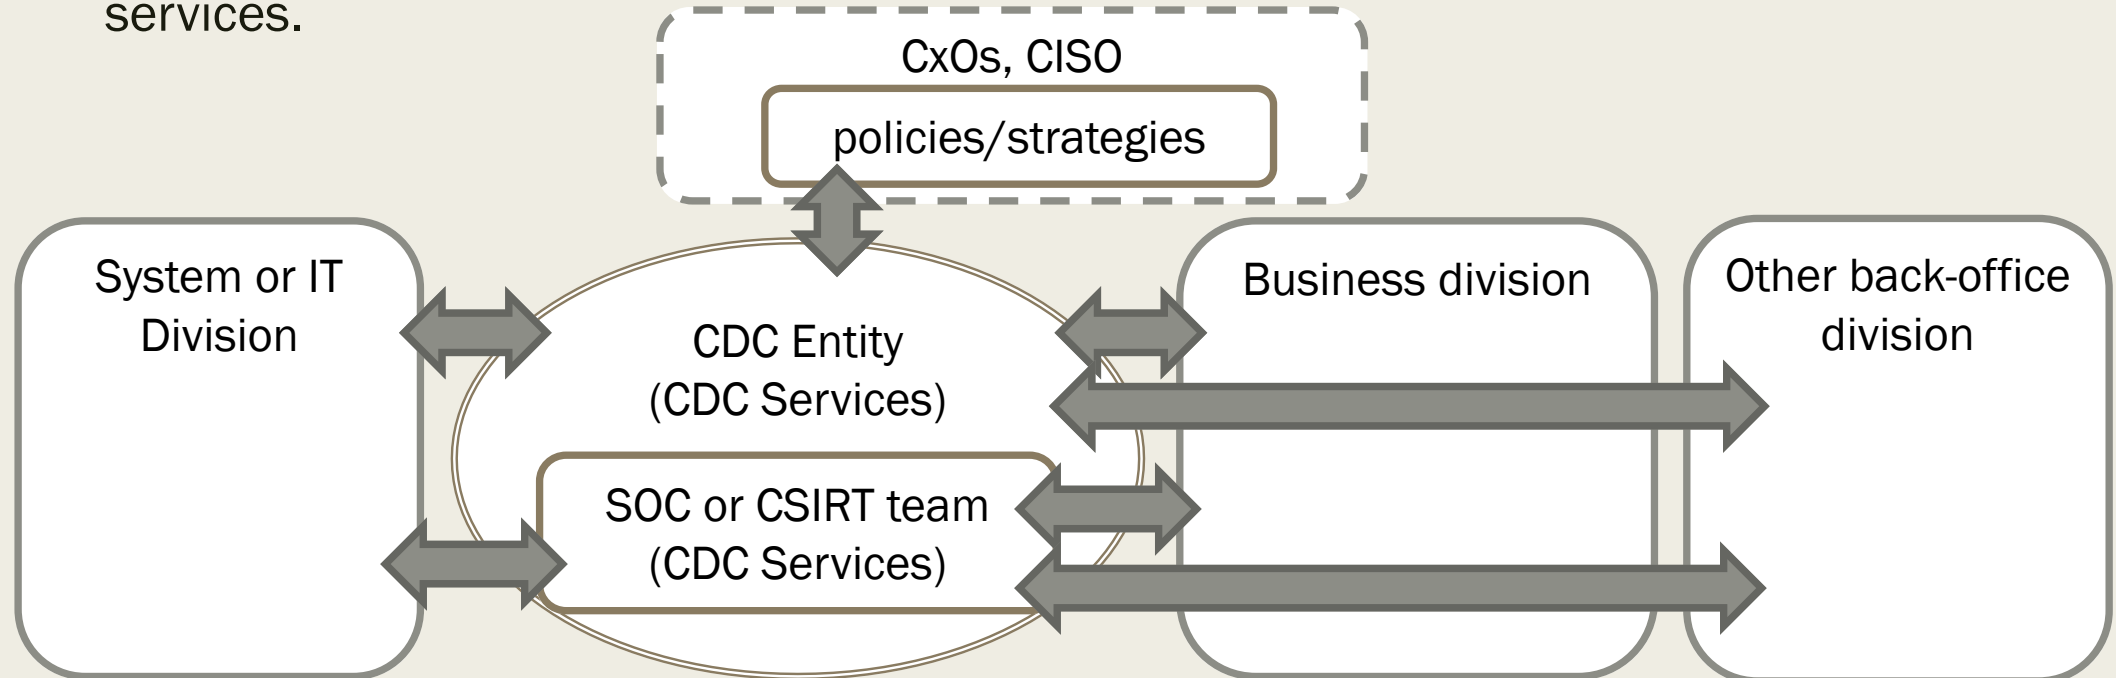 services.
CxOs, CISO
policies/strategies
System or IT
Division
CDC Entity
(CDC Services)
SOC or CSIRT team
(CDC Services)
Business division
Other back-office
division